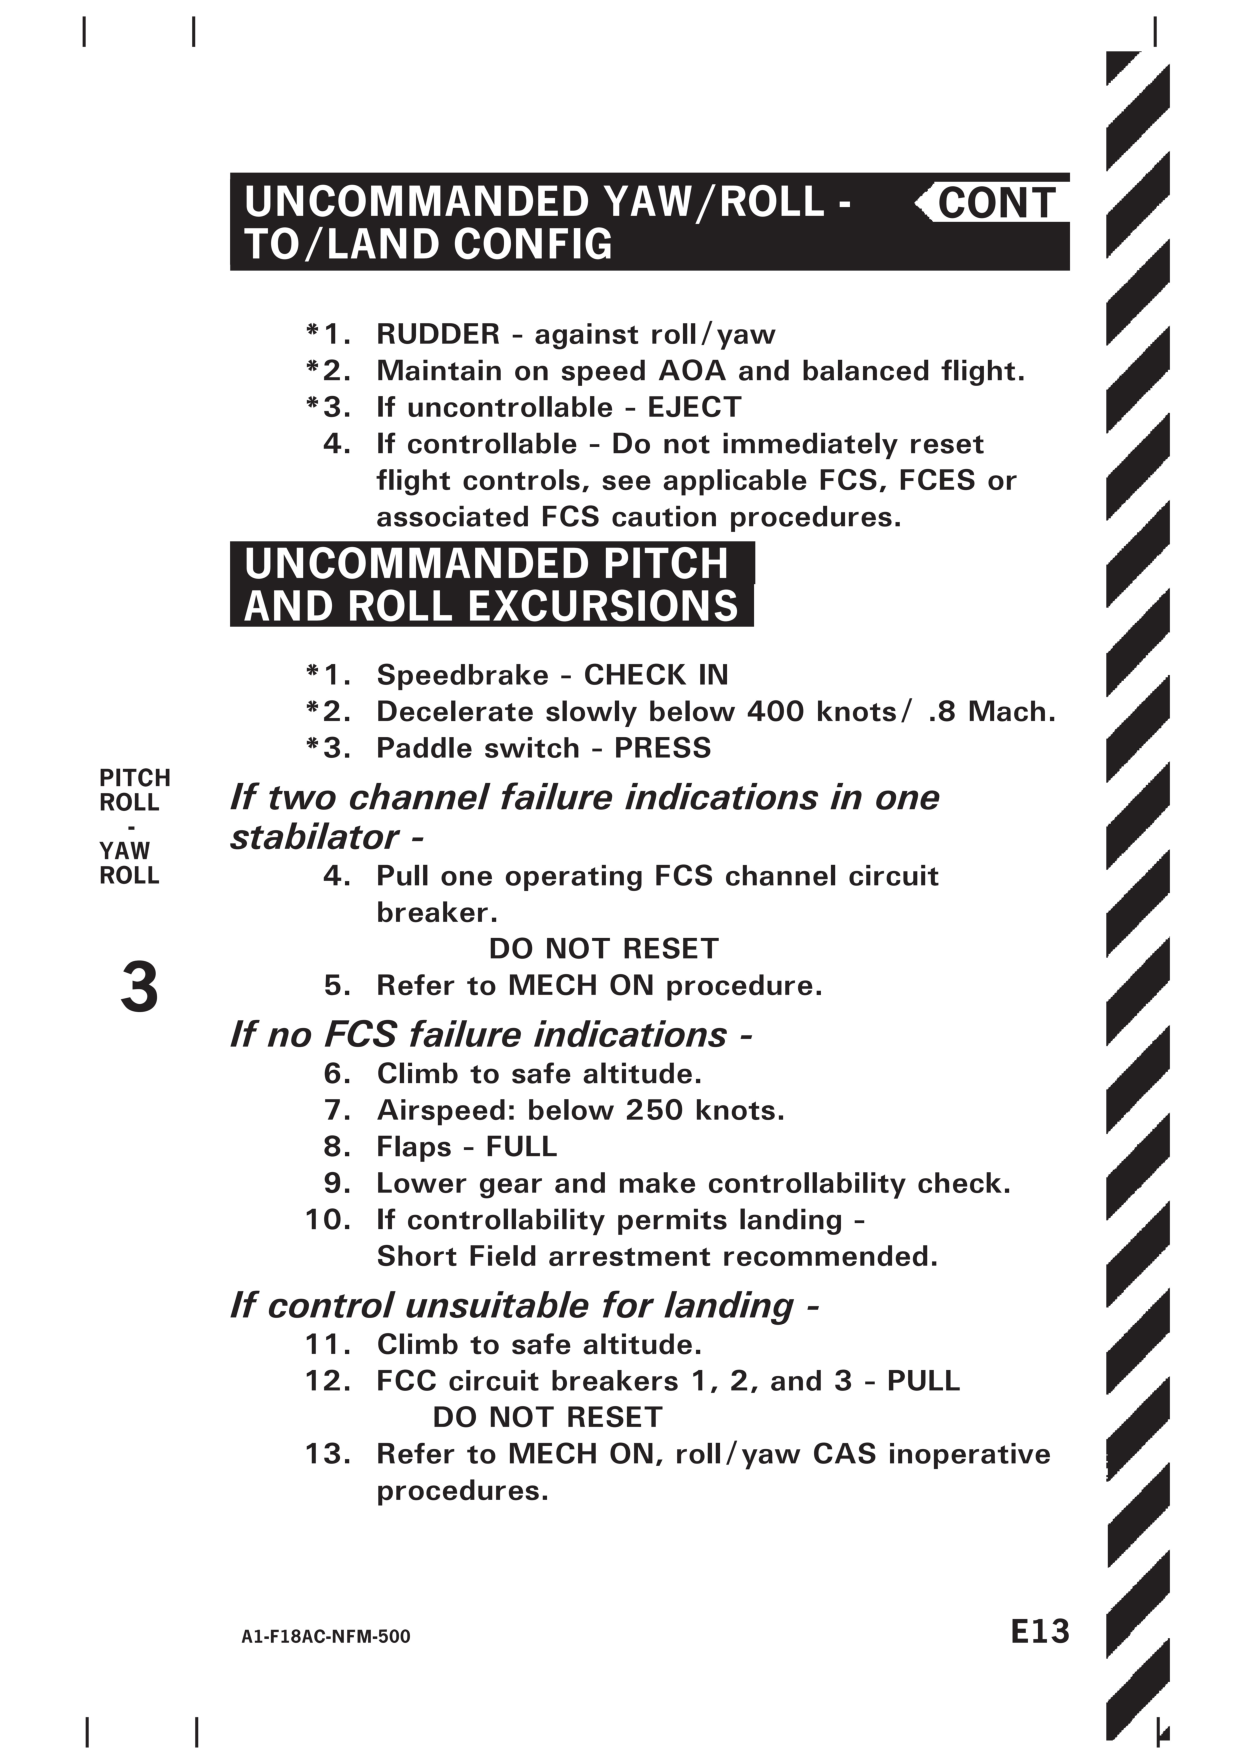 UNCOMMANDED YAW/ROLL - CONT
TO/LAND CONFIG
*1. RUDDER - against roll/yaw
*2. Maintain on speed AOA and balanced flight.
*3. If uncontrollable - EJECT
4. If controllable - Do not immediately reset
flight controls, see applicable FCS, FCES or
associated FCS caution procedures.
UNCOMMANDED PITCH
AND ROLL EXCURSIONS
*1. Speedbrake - CHECK IN
*2. Decelerate slowly below 400 knots/ .8 Mach.
*3. Paddle switch - PRESS
If two channel failure indications in one
stabilator -
4. Pull one operating FCS channel circuit
breaker.
DO NOT RESET
5. Refer to MECH ON procedure.
If no FCS failure indications -
6. Climb to safe altitude.
7. Airspeed: below 250 knots.
8. Flaps - FULL
9. Lower gear and make controllability check.
10. If controllability permits landing -
Short Field arrestment recommended.
If control unsuitable for landing -
11. Climb to safe altitude.
12. FCC circuit breakers 1, 2, and 3 - PULL
DO NOT RESET
13. Refer to MECH ON, roll/yaw CAS inoperative
procedures.
PITCH
ROLL
-
YAW
ROLL
3
A1-F18AC-NFM-500
E13